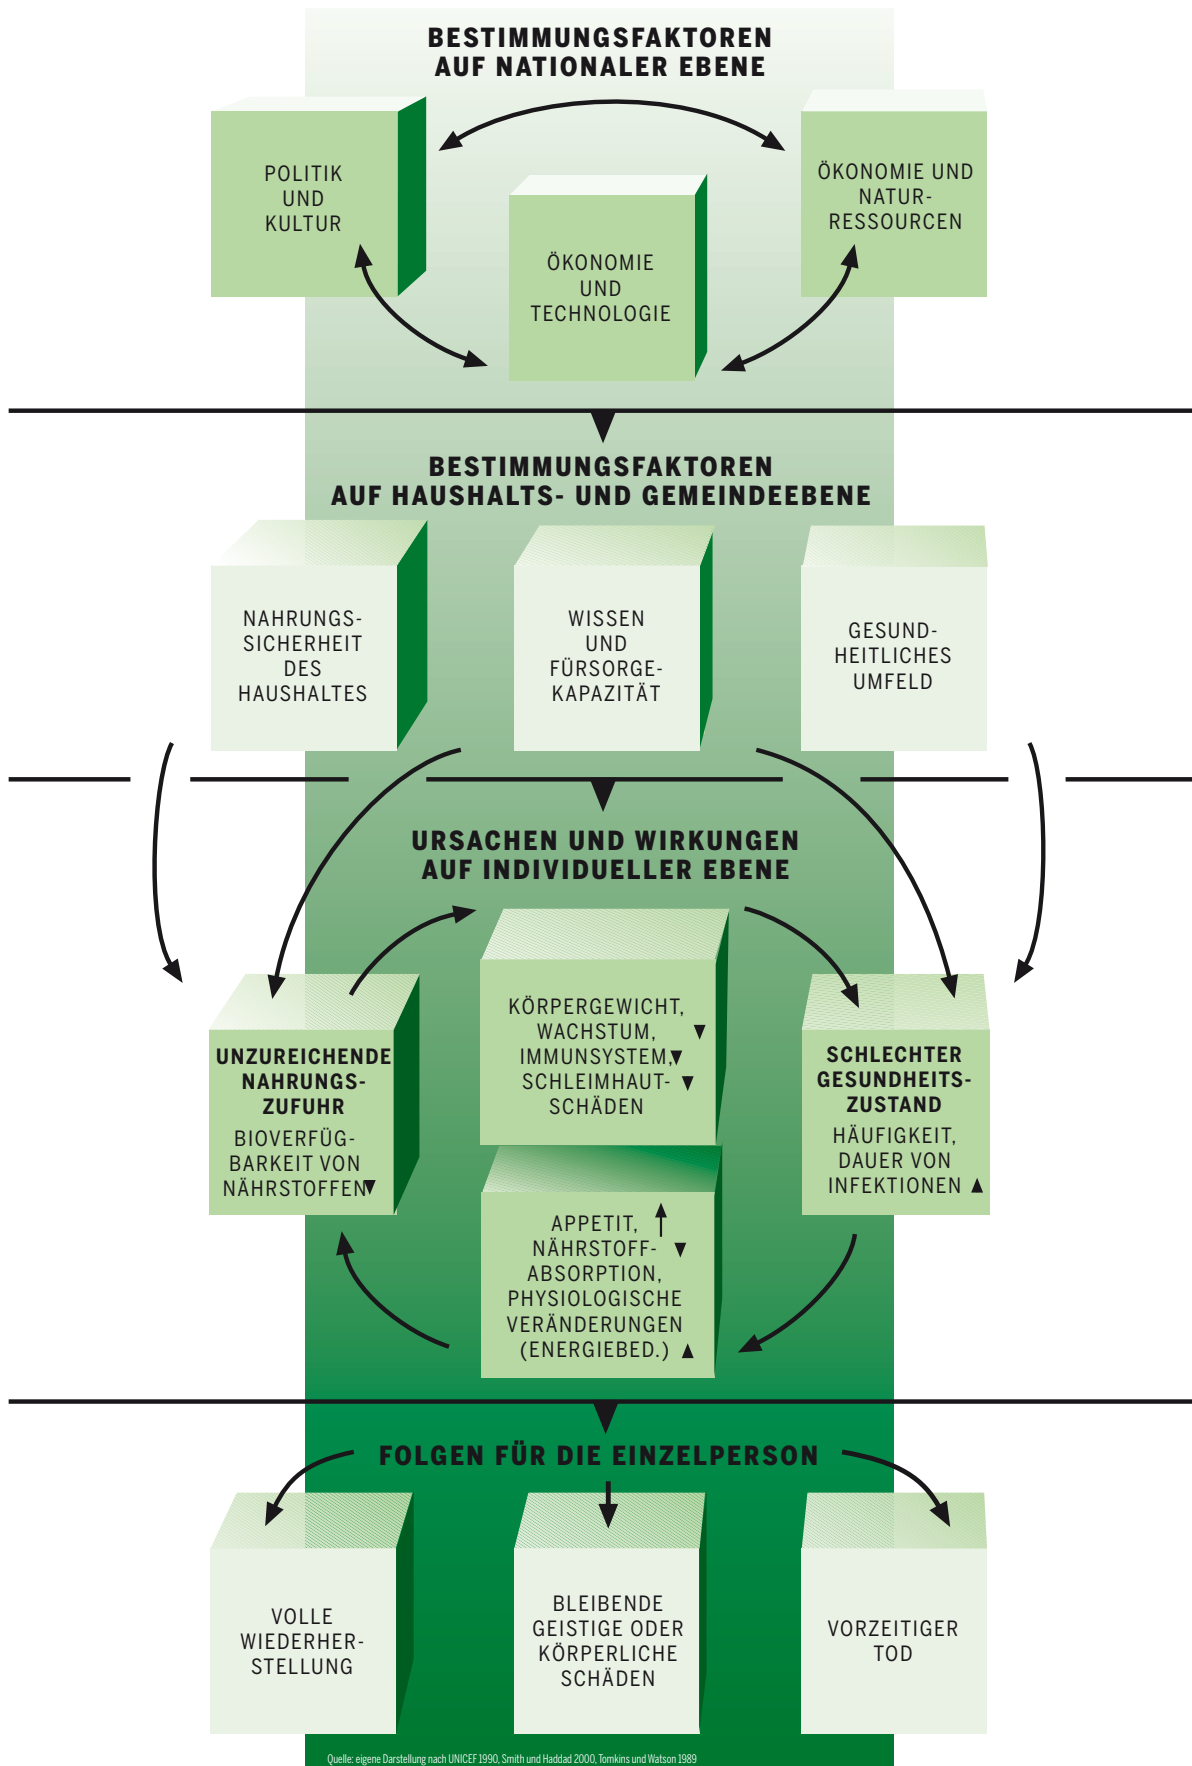 BESTIMMUNGSFAKTOREN
AUF NATIONALER EBENE
POLITIK
UND
KULTUR
ÖKONOMIE
UND
TECHNOLOGIE
ÖKONOMIE UND
NATUR-
RESSOURCEN
BESTIMMUNGSFAKTOREN
AUF HAUSHALTS- UND GEMEINDEEBENE
NAHRUNGS-
SICHERHEIT
DES
HAUSHALTES
WISSEN
UND
FÜRSORGE-
KAPAZITÄT
GESUND-
HEITLICHES
UMFELD
URSACHEN UND WIRKUNGEN
AUF INDIVIDUELLER EBENE
UNZUREICHENDE
NAHRUNGS-
ZUFUHR
BIOVERFÜG-
BARKEIT VON
NÄHRSTOFFEN
KÖRPERGEWICHT,
WACHSTUM,
IMMUNSYSTEM,
SCHLEIMHAUT-
SCHÄDEN
APPETIT,
NÄHRSTOFF-
ABSORPTION,
PHYSIOLOGISCHE
VERÄNDERUNGEN
(ENERGIEBED.)
SCHLECHTER
GESUNDHEITS-
ZUSTAND
HÄUFIGKEIT,
DAUER VON
INFEKTIONEN
FOLGEN FÜR DIE EINZELPERSON
VOLLE
WIEDERHER-
STELLUNG
BLEIBENDE
GEISTIGE ODER
KÖRPERLICHE
SCHÄDEN
VORZEITIGER
TOD
Quelle: eigene Darstellung nach UNICEF 1990, Smith und Haddad 2000, Tomkins und Watson 1989